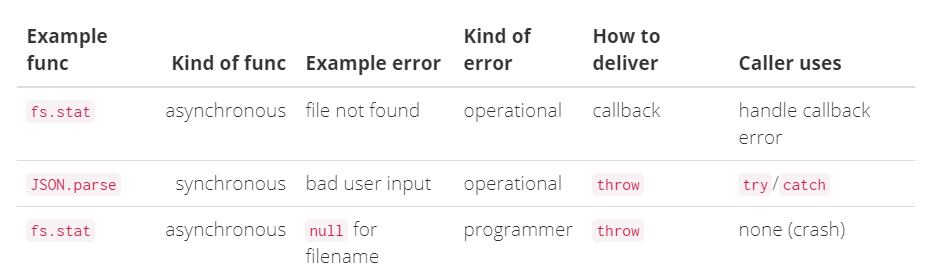 Example func Kind of func Example error Kind of error How to deliver Caller uses
fs.stat asynchronous file not found operational callback handle callback error
JSON.parse synchronous bad user input operational throw try/catch
fs.stat asynchronous null for filename programmer throw none (crash)